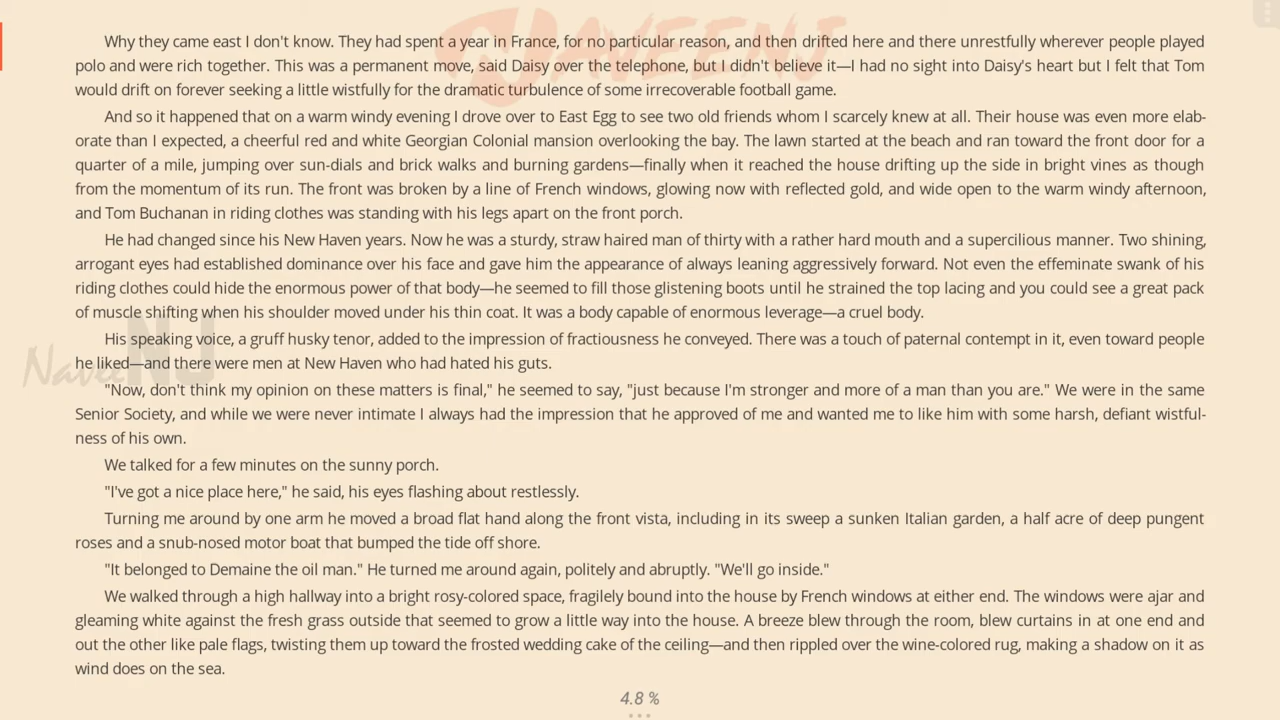 NAVEENJ
Why they came east I don't know. They had spent a year in France, for no particular reason, and then drifted here and there unrestfully wherever people played
polo and were rich together. This was a permanent move, said Daisy over the telephone, but I didn't believe it—I had no sight into Daisy's heart but I felt that Tom
would drift on forever seeking a little wistfully for the dramatic turbulence of some irrecoverable football game.
And so it happened that on a warm windy evening I drove over to East Egg to see two old friends whom I scarcely knew at all. Their house was even more elab-
orate than I expected, a cheerful red and white Georgian Colonial mansion overlooking the bay. The lawn started at the beach and ran toward the front door for a
quarter of a mile, jumping over sun-dials and brick walks and burning gardens—finally when it reached the house drifting up the side in bright vines as though
from the momentum of its run. The front was broken by a line of French windows, glowing now with reflected gold, and wide open to the warm windy afternoon,
and Tom Buchanan in riding clothes was standing with his legs apart on the front porch.
He had changed since his New Haven years. Now he was a sturdy, straw haired man of thirty with a rather hard mouth and a supercilious manner. Two shining,
arrogant eyes had established dominance over his face and gave him the appearance of always leaning aggressively forward. Not even the effeminate swank of his
riding clothes could hide the enormous power of that body—he seemed to fill those glistening boots until he strained the top lacing and you could see a great pack
of muscle shifting when his shoulder moved under his thin coat. It was a body capable of enormous leverage—a cruel body.
His speaking voice, a gruff husky tenor, added to the impression of fractiousness he conveyed. There was a touch of paternal contempt in it, even toward people
he liked—and there were men at New Haven who had hated his guts.
"Now, don't think my opinion on these matters is final," he seemed to say, "just because I'm stronger and more of a man than you are." We were in the same
Senior Society, and while we were never intimate I always had the impression that he approved of me and wanted me to like him with some harsh, defiant wistful-
ness of his own.
We talked for a few minutes on the sunny porch.
"I've got a nice place here," he said, his eyes flashing about restlessly.
Turning me around by one arm he moved a broad flat hand along the front vista, including in its sweep a sunken Italian garden, a half acre of deep pungent
roses and a snub-nosed motor boat that bumped the tide off shore.
"It belonged to Demaine the oil man." He turned me around again, politely and abruptly. "We'll go inside."
We walked through a high hallway into a bright rosy-colored space, fragilely bound into the house by French windows at either end. The windows were ajar and
gleaming white against the fresh grass outside that seemed to grow a little way into the house. A breeze blew through the room, blew curtains in at one end and
out the other like pale flags, twisting them up toward the frosted wedding cake of the ceiling—and then rippled over the wine-colored rug, making a shadow on it as
wind does on the sea.
4.8 %